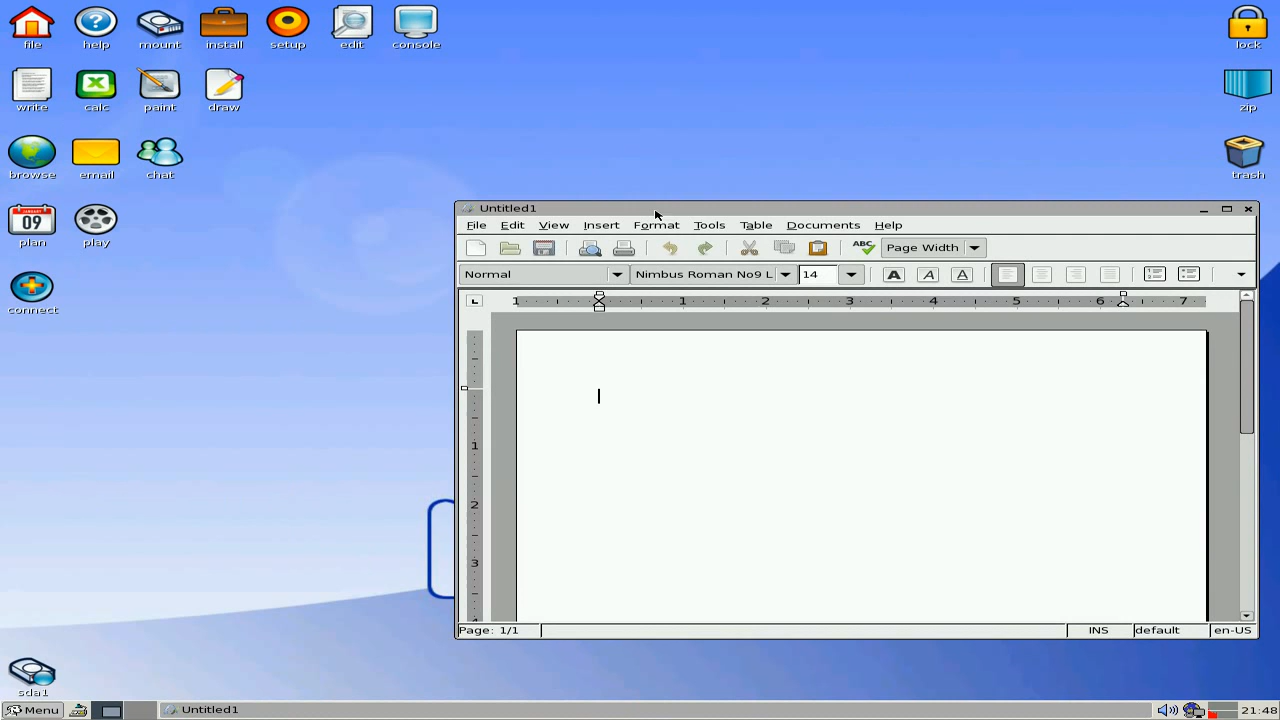 file help mount install setup edit console lock
write calc paint draw zip
browse email chat trash
JANUARY
09
plan play
connect
Untitled1
File Edit View Insert Format Tools Table Documents Help
ABC Page Width
Normal Nimbus Roman No9 L 14 A A A
1 1 2 3 4 5 6 7
1
2
3
Page: 1/1 INS default en-US
sda1
Menu Untitled1 21:48